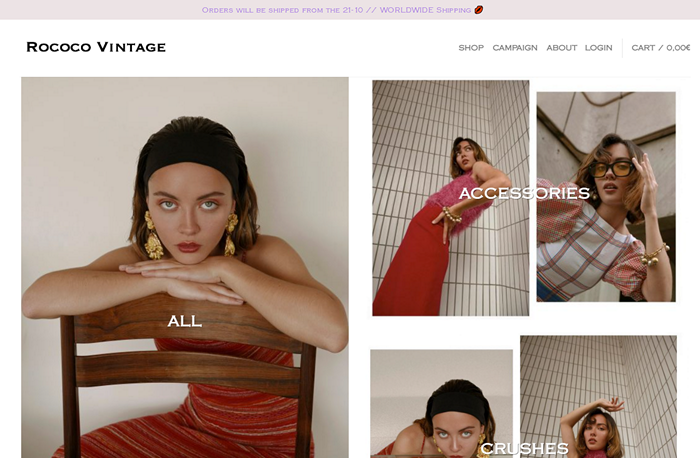 Orders will be shipped from the 21-10 // WORLDWIDE Shipping
Rococo Vintage
SHOP CAMPAIGN ABOUT LOGIN CART / 0,00€
ACCESSORIES
ALL
CRUSHES